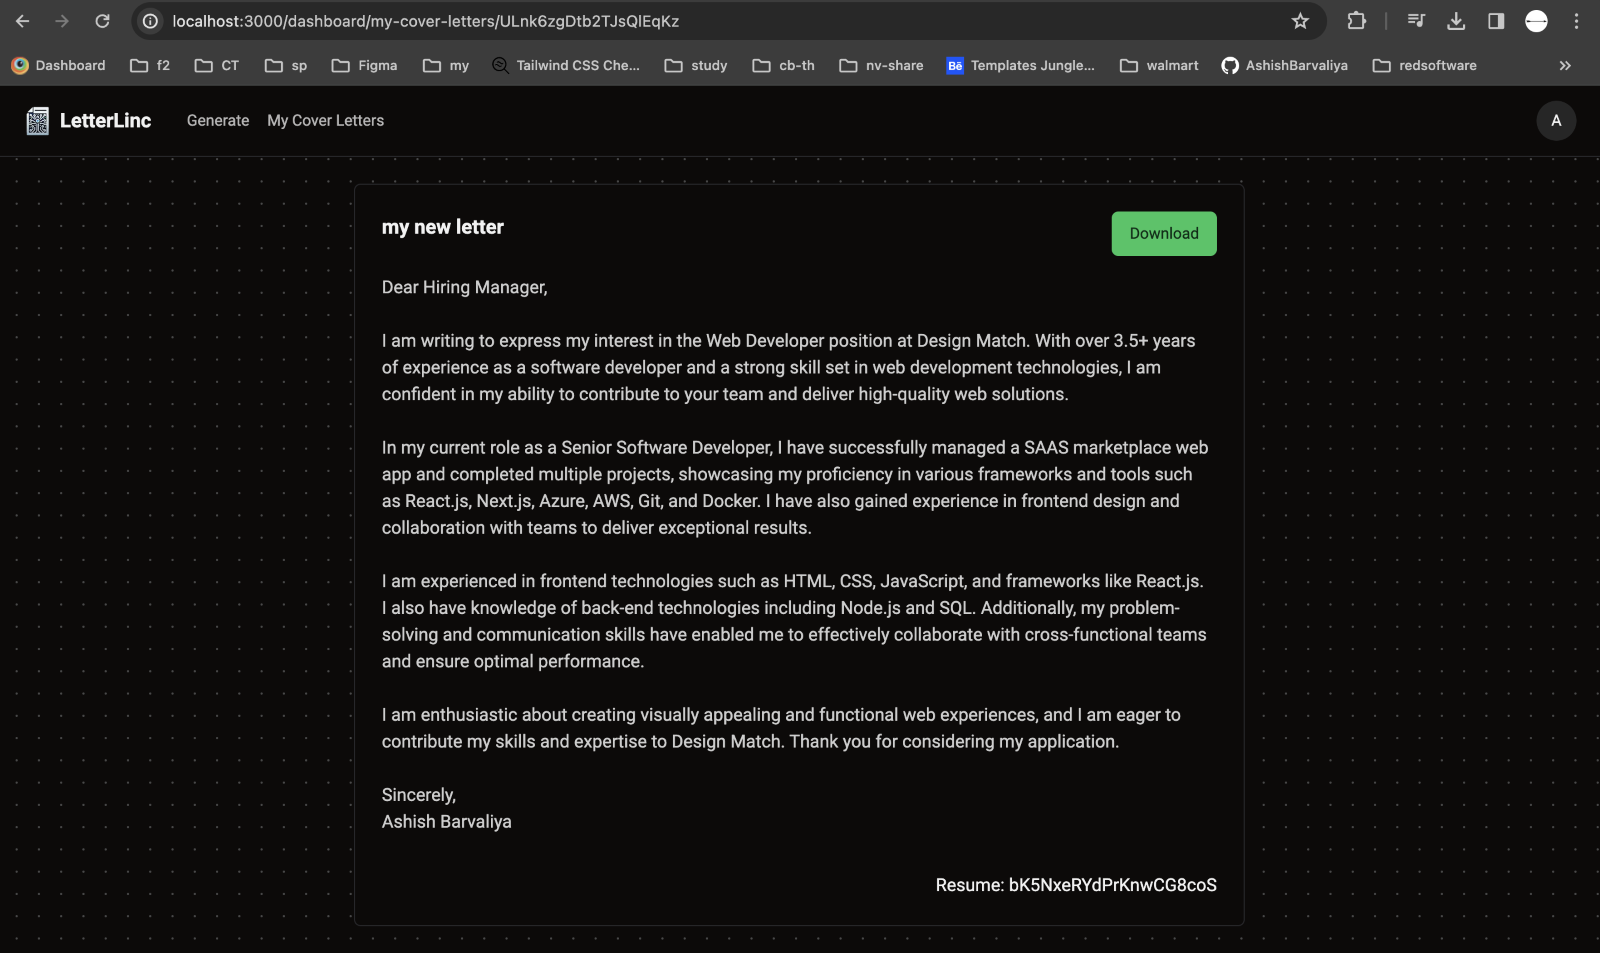 localhost:3000/dashboard/my-cover-letters/ULnk6zgDtb2TJsQlEqKz
Dashboard f2 CT sp Figma my Tailwind CSS Che... study cb-th nv-share Bē Templates Jungle... walmart AshishBarvaliya redsoftware »
LetterLinc Generate My Cover Letters A
my new letter
Download
Dear Hiring Manager,
I am writing to express my interest in the Web Developer position at Design Match. With over 3.5+ years
of experience as a software developer and a strong skill set in web development technologies, I am
confident in my ability to contribute to your team and deliver high-quality web solutions.
In my current role as a Senior Software Developer, I have successfully managed a SAAS marketplace web
app and completed multiple projects, showcasing my proficiency in various frameworks and tools such
as React.js, Next.js, Azure, AWS, Git, and Docker. I have also gained experience in frontend design and
collaboration with teams to deliver exceptional results.
I am experienced in frontend technologies such as HTML, CSS, JavaScript, and frameworks like React.js.
I also have knowledge of back-end technologies including Node.js and SQL. Additionally, my problem-
solving and communication skills have enabled me to effectively collaborate with cross-functional teams
and ensure optimal performance.
I am enthusiastic about creating visually appealing and functional web experiences, and I am eager to
contribute my skills and expertise to Design Match. Thank you for considering my application.
Sincerely,
Ashish Barvaliya
Resume: bK5NxeRYdPrKnwCG8coS